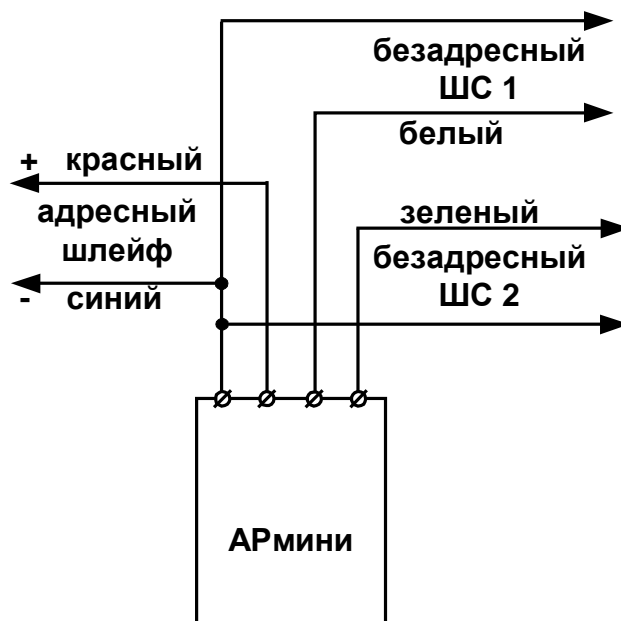 безадресный
ШС 1
белый
+ красный
адресный
шлейф
- синий
зеленый
безадресный
ШС 2
АРмини